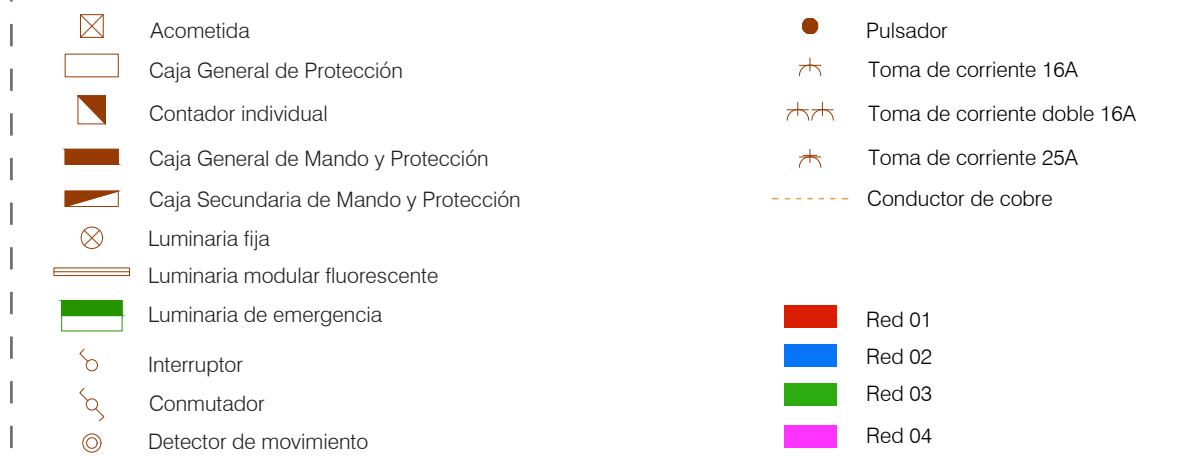 Acometida
Caja General de Protección
Contador individual
Caja General de Mando y Protección
Caja Secundaria de Mando y Protección
Luminaria fija
Luminaria modular fluorescente
Luminaria de emergencia
Interruptor
Conmutador
Detector de movimiento
Pulsador
Toma de corriente 16A
Toma de corriente doble 16A
Toma de corriente 25A
Conductor de cobre
Red 01
Red 02
Red 03
Red 04